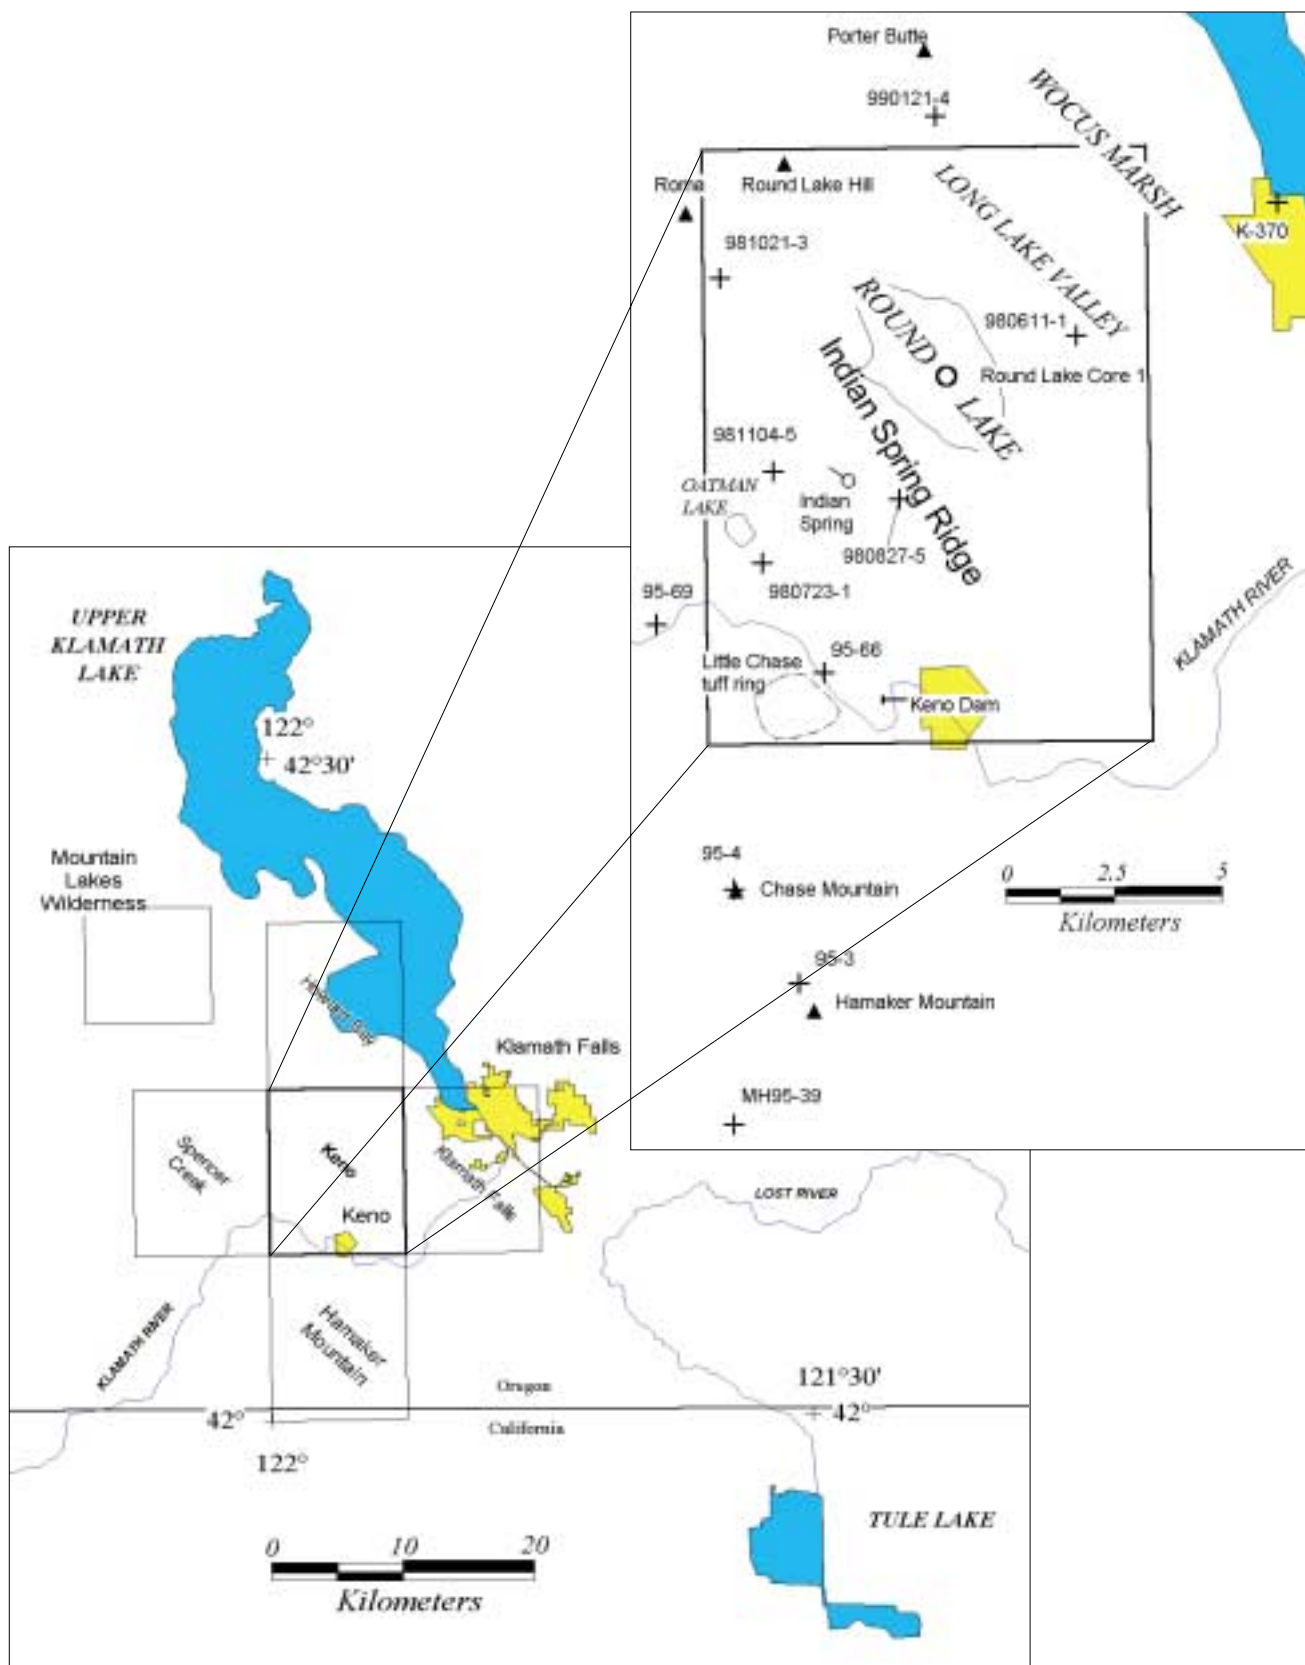 Porter Butte
990121-4
WOCUS MARSH
Round Lake Hill
Rome
LONG LAKE VALLEY
K-370
981021-3
ROUND
LAKE
980611-1
Round Lake Core 1
Indian Spring Ridge
981104-5
OATMAN
LAKE
Indian
Spring
980827-5
980723-1
95-69
KLAMATH RIVER
95-66
Little Chase
tuff ring
Keno Dam
95-4
Chase Mountain
0 2.5 5
Kilometers
95-3
Hamaker Mountain
MH95-39
UPPER
KLAMATH
LAKE
122°
42°30'
Mountain
Lakes
Wilderness
Howard Bay
Klamath Falls
Spencer
Creek
Keno
Klamath Falls
Keno
LOST RIVER
KLAMATH RIVER
Hamaker
Mountain
Oregon
121°30'
42°
42°
California
122°
TULE LAKE
0 10 20
Kilometers